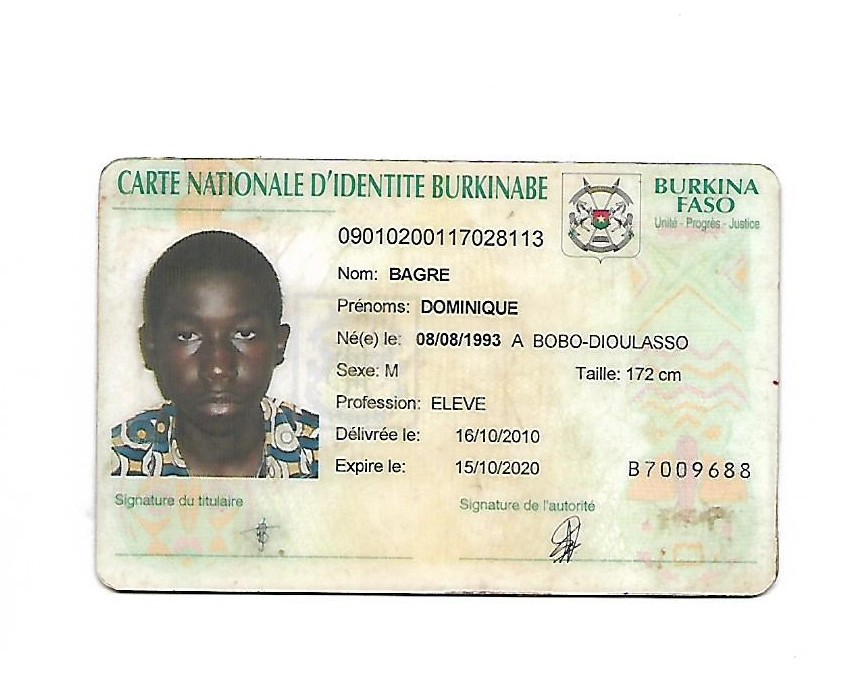 CARTE NATIONALE D'IDENTITE BURKINABE
BURKINA FASO
Unité - Progrès - Justice
09010200117028113
Nom: BAGRE
Prénoms: DOMINIQUE
Né(e) le: 08/08/1993 A BOBO-DIOULASSO
Sexe: M Taille: 172 cm
Profession: ELEVE
Délivrée le: 16/10/2010
Expire le: 15/10/2020 B7009688
Signature du titulaire Signature de l'autorité